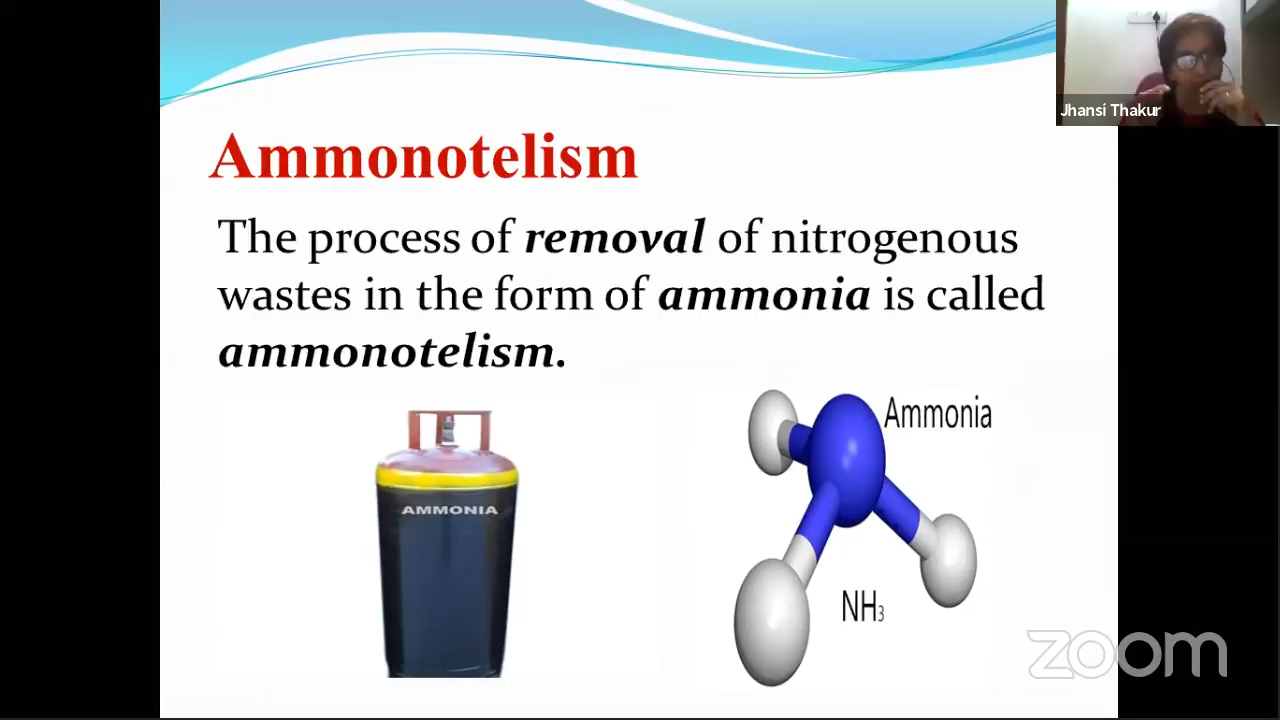 Jhansi Thakur
Ammonotelism
The process of removal of nitrogenous
wastes in the form of ammonia is called
ammonotelism.
AMMONIA
Ammonia
NH₃
zoom